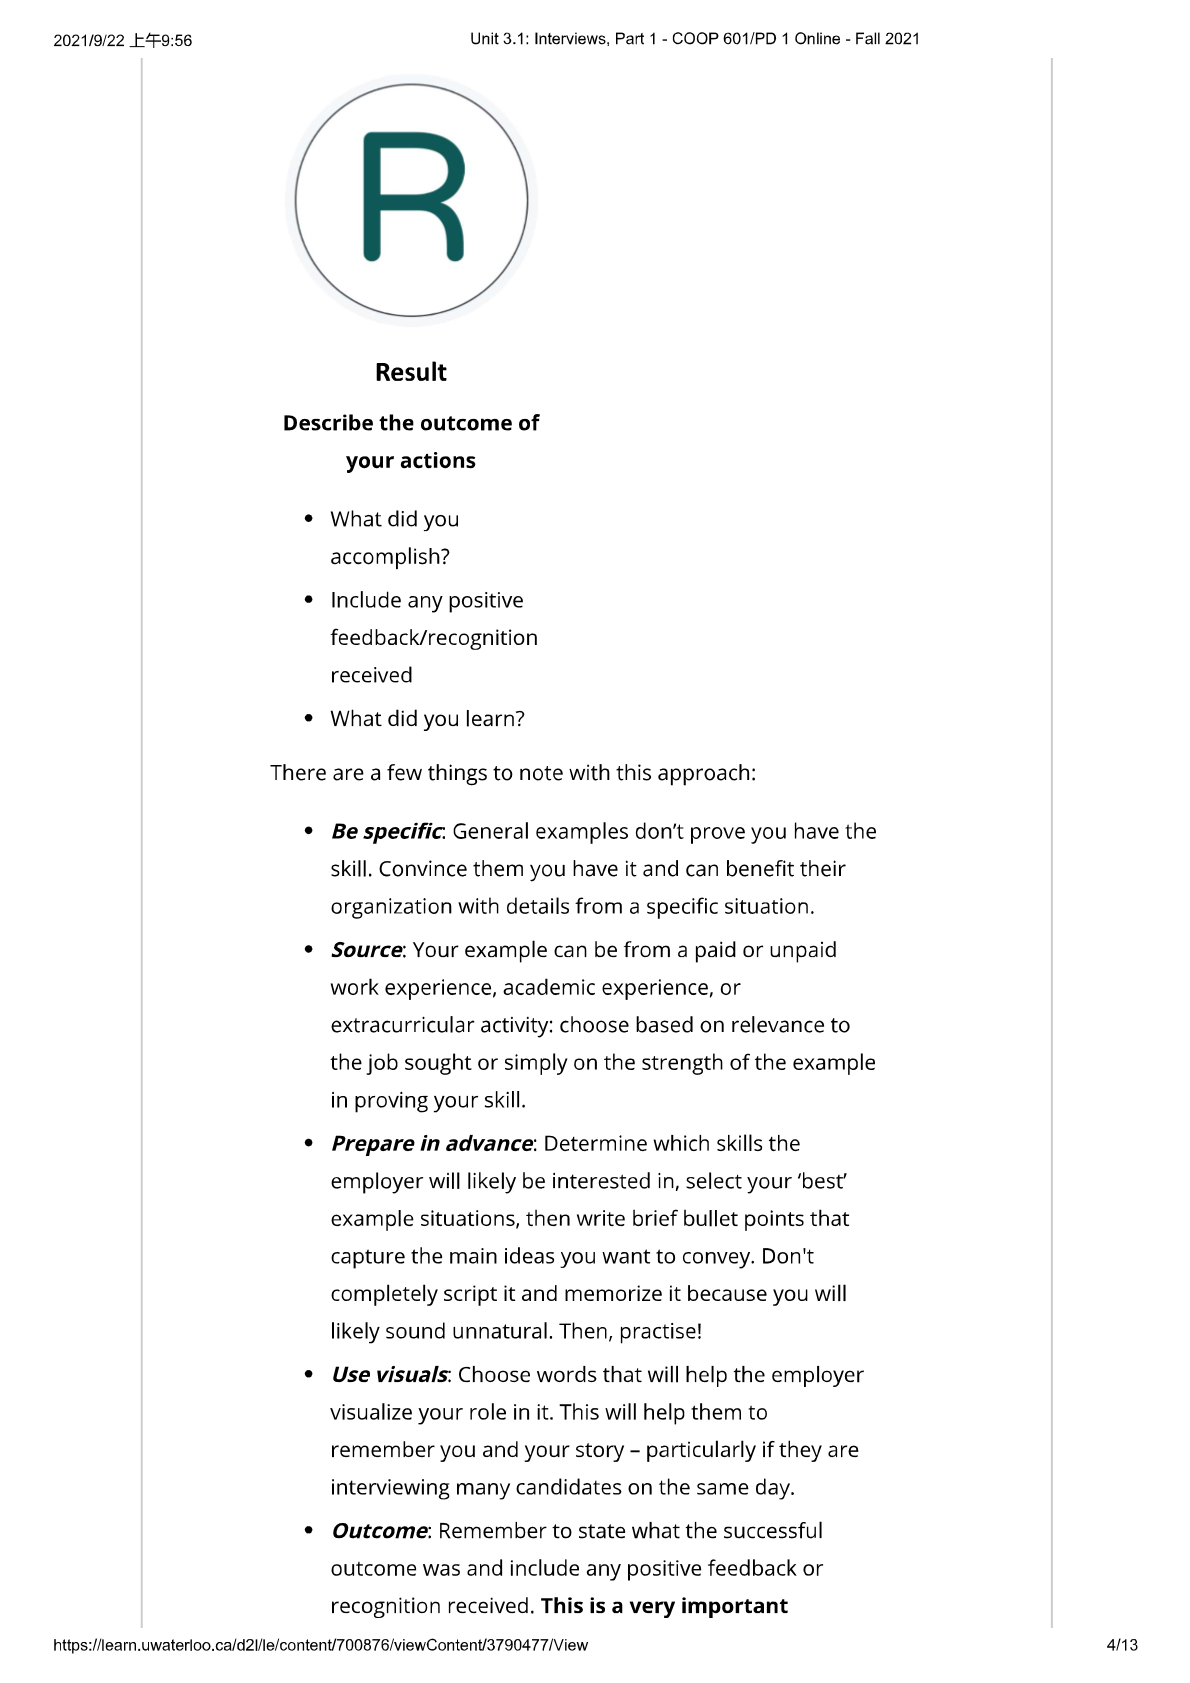 2021/9/22 上午9:56
Unit 3.1: Interviews, Part 1 - COOP 601/PD 1 Online - Fall 2021
R
Result
Describe the outcome of
your actions
• What did you
accomplish?
• Include any positive
feedback/recognition
received
• What did you learn?
There are a few things to note with this approach:
• Be specific: General examples don’t prove you have the
skill. Convince them you have it and can benefit their
organization with details from a specific situation.
• Source: Your example can be from a paid or unpaid
work experience, academic experience, or
extracurricular activity: choose based on relevance to
the job sought or simply on the strength of the example
in proving your skill.
• Prepare in advance: Determine which skills the
employer will likely be interested in, select your ‘best’
example situations, then write brief bullet points that
capture the main ideas you want to convey. Don't
completely script it and memorize it because you will
likely sound unnatural. Then, practise!
• Use visuals: Choose words that will help the employer
visualize your role in it. This will help them to
remember you and your story – particularly if they are
interviewing many candidates on the same day.
• Outcome: Remember to state what the successful
outcome was and include any positive feedback or
recognition received. This is a very important
https://learn.uwaterloo.ca/d2l/le/content/700876/viewContent/3790477/View
4/13